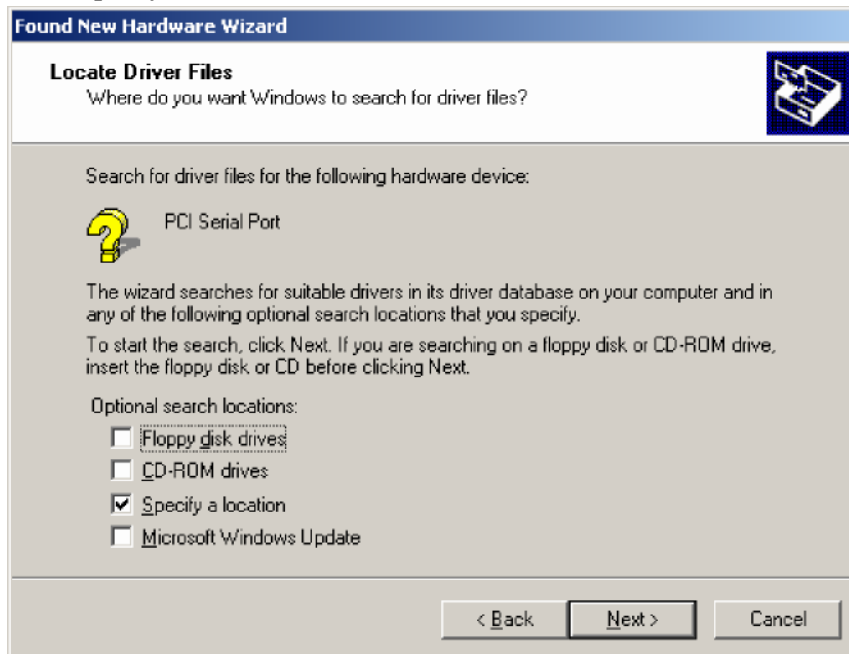 Found New Hardware Wizard
Locate Driver Files
Where do you want Windows to search for driver files?
Search for driver files for the following hardware device:
PCI Serial Port
The wizard searches for suitable drivers in its driver database on your computer and in
any of the following optional search locations that you specify.
To start the search, click Next. If you are searching on a floppy disk or CD-ROM drive,
insert the floppy disk or CD before clicking Next.
Optional search locations:
Floppy disk drives
CD-ROM drives
Specify a location
Microsoft Windows Update
< Back Next > Cancel